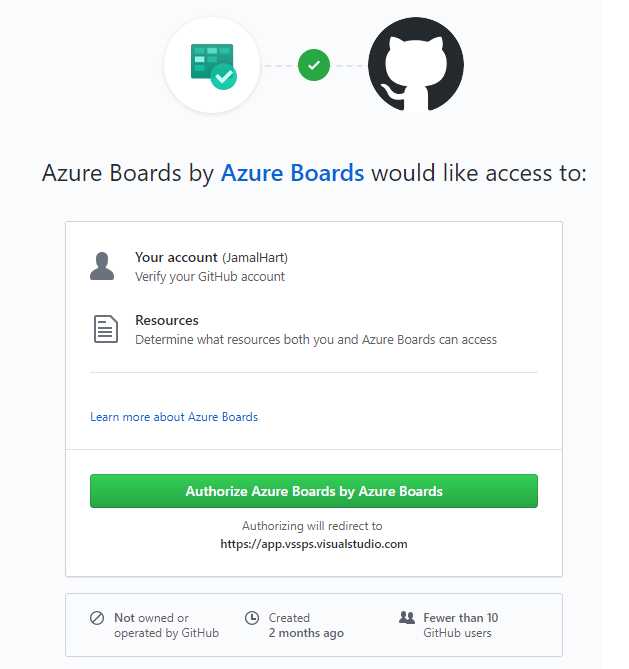 Azure Boards by Azure Boards would like access to:
Your account (JamalHart)
Verify your GitHub account
Resources
Determine what resources both you and Azure Boards can access
Learn more about Azure Boards
Authorize Azure Boards by Azure Boards
Authorizing will redirect to
https://app.vssps.visualstudio.com
Not owned or
operated by GitHub
Created
2 months ago
Fewer than 10
GitHub users